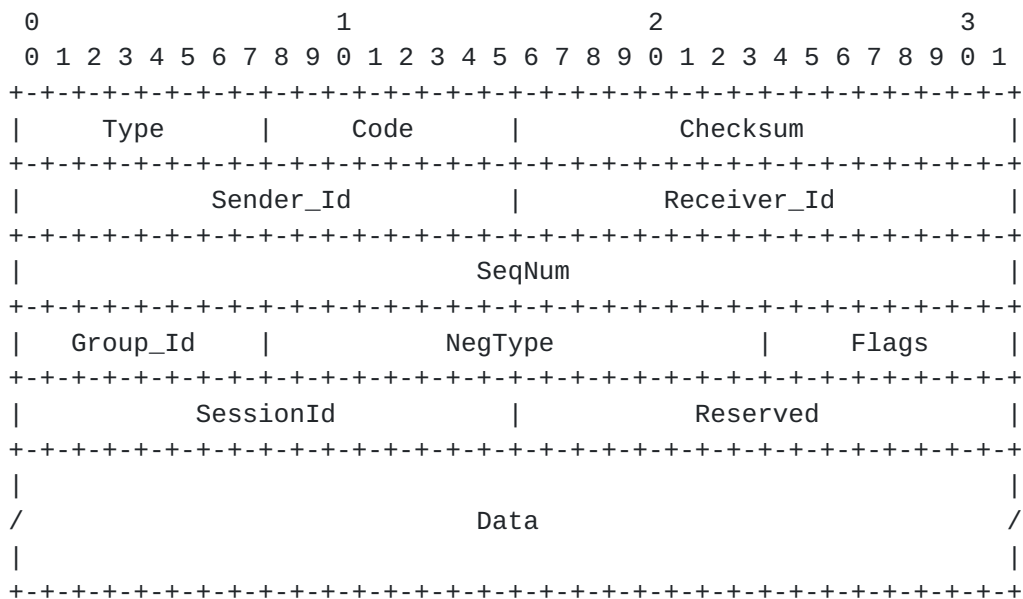 0                   1                   2                   3
 0 1 2 3 4 5 6 7 8 9 0 1 2 3 4 5 6 7 8 9 0 1 2 3 4 5 6 7 8 9 0 1
+-+-+-+-+-+-+-+-+-+-+-+-+-+-+-+-+-+-+-+-+-+-+-+-+-+-+-+-+-+-+-+-+
|     Type      |     Code      |          Checksum             |
+-+-+-+-+-+-+-+-+-+-+-+-+-+-+-+-+-+-+-+-+-+-+-+-+-+-+-+-+-+-+-+-+
|            Sender_Id          |         Receiver_Id           |
+-+-+-+-+-+-+-+-+-+-+-+-+-+-+-+-+-+-+-+-+-+-+-+-+-+-+-+-+-+-+-+-+
|                             SeqNum                            |
+-+-+-+-+-+-+-+-+-+-+-+-+-+-+-+-+-+-+-+-+-+-+-+-+-+-+-+-+-+-+-+-+
|   Group_Id    |           NegType             |     Flags     |
+-+-+-+-+-+-+-+-+-+-+-+-+-+-+-+-+-+-+-+-+-+-+-+-+-+-+-+-+-+-+-+-+
|           SessionId           |           Reserved            |
+-+-+-+-+-+-+-+-+-+-+-+-+-+-+-+-+-+-+-+-+-+-+-+-+-+-+-+-+-+-+-+-+
|                                                               |
/                             Data                              /
|                                                               |
+-+-+-+-+-+-+-+-+-+-+-+-+-+-+-+-+-+-+-+-+-+-+-+-+-+-+-+-+-+-+-+-+